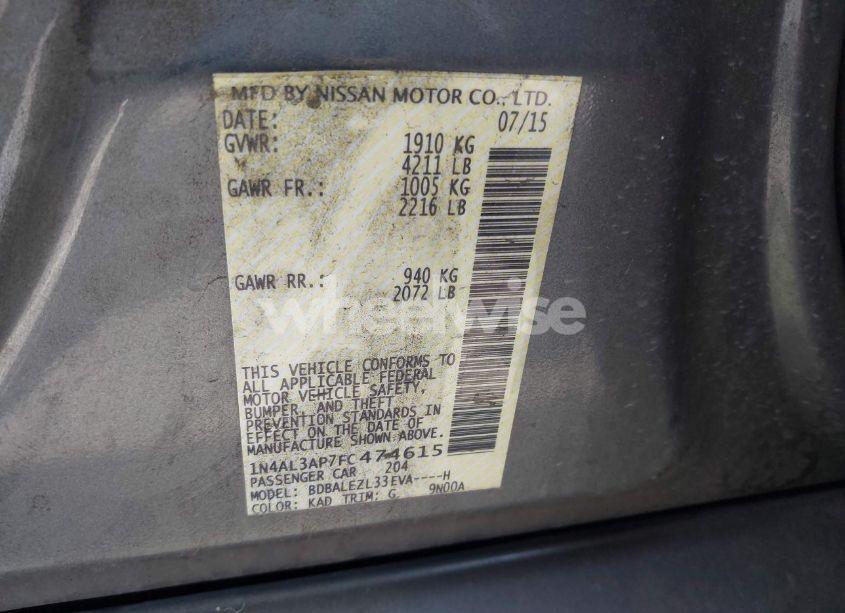 MFD BY NISSAN MOTOR CO., LTD.
DATE: 07/15
GVWR: 1910 KG
4211 LB
GAWR FR.: 1005 KG
2216 LB
GAWR RR.: 940 KG
2072 LB
wheelwise
THIS VEHICLE CONFORMS TO
ALL APPLICABLE FEDERAL
MOTOR VEHICLE SAFETY,
BUMPER, AND THEFT
PREVENTION STANDARDS IN
EFFECT ON THE DATE OF
MANUFACTURE SHOWN ABOVE.
1N4AL3AP7FC474615
PASSENGER CAR 204
MODEL: BDBALEZL33EVA----H
COLOR: KAD TRIM: G 9N00A